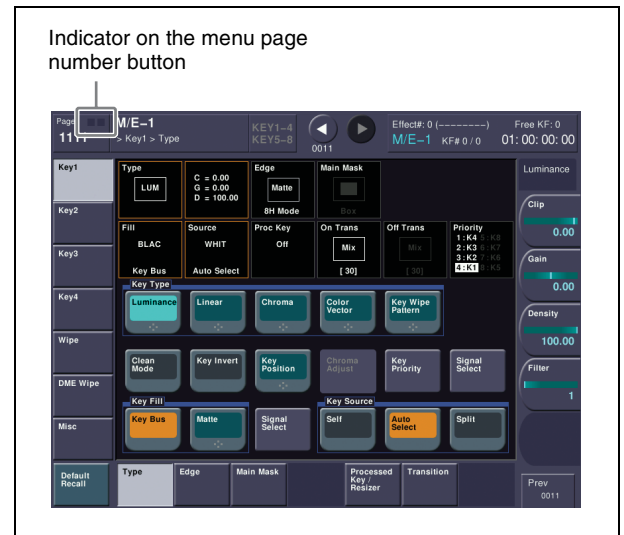 Indicator on the menu page
number button
Page
1111
M/E–1
> Key1 > Type
KEY1–4
KEY5–8
0011
Effect#: 0 (––––––––)
M/E–1 KF# 0 / 0
Free KF: 0
01: 00: 00: 00
Key1
Key2
Key3
Key4
Wipe
DME Wipe
Misc
Default
Recall
Type
LUM
C = 0.00
G = 0.00
D = 100.00
Edge
Matte
8H Mode
Main Mask
Box
Fill
BLAC
Key Bus
Source
WHIT
Auto Select
Proc Key
Off
On Trans
Mix
[ 30]
Off Trans
Mix
[ 30]
Priority
1 : K4 5 : K8
2 : K3 6 : K7
3 : K2 7 : K6
4 : K1 8 : K5
Key Type
Luminance
Linear
Chroma
Color
Vector
Key Wipe
Pattern
Clean
Mode
Key Invert
Key
Position
Chroma
Adjust
Key
Priority
Signal
Select
Key Fill
Key Bus
Matte
Signal
Select
Key Source
Self
Auto
Select
Split
Luminance
Clip
0.00
Gain
0.00
Density
100.00
Filter
1
Type
Edge
Main Mask
Processed
Key /
Resizer
Transition
Prev
0011